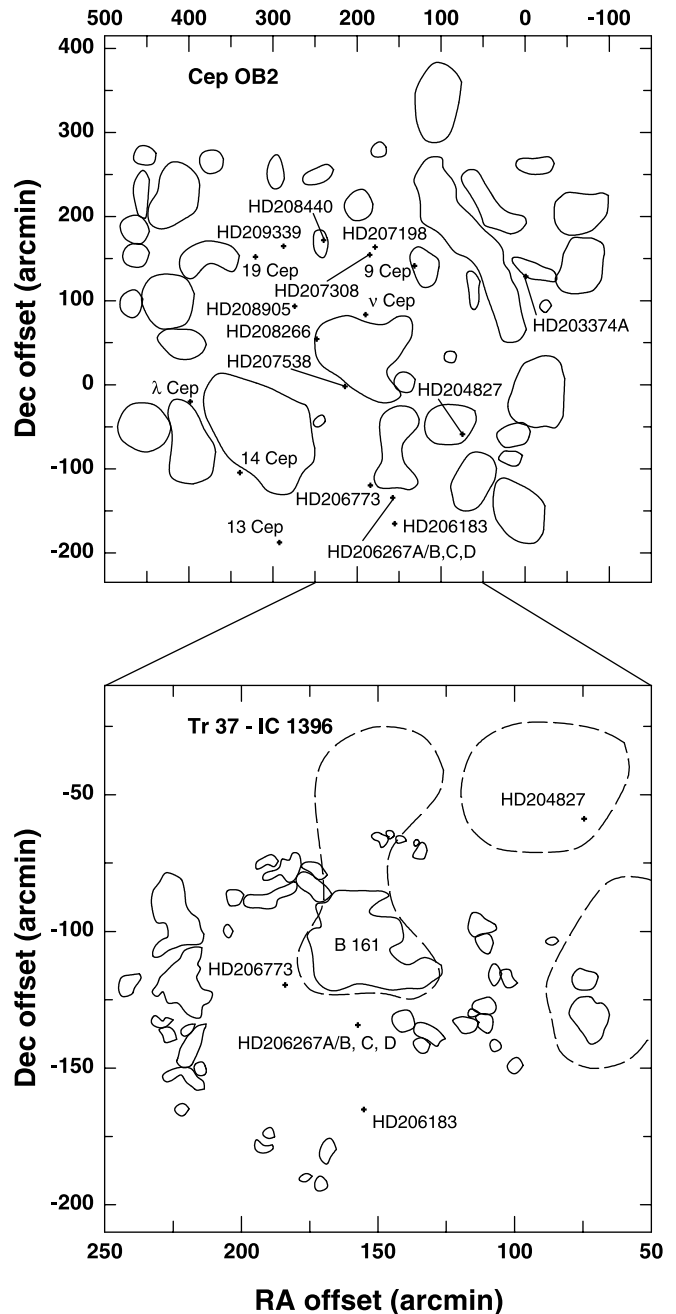 500 400 300 200 100 0 -100
400
300
200
100
0
-100
-200
Dec offset (arcmin)
Cep OB2
HD208440
HD209339
HD207198
19 Cep
9 Cep
HD207308
HD208905
ν Cep
HD208266
HD203374A
HD207538
λ Cep
HD204827
14 Cep
HD206773
13 Cep
HD206183
HD206267A/B,C,D
Tr 37 - IC 1396
-50
-100
-150
-200
Dec offset (arcmin)
HD204827
B 161
HD206773
HD206267A/B, C, D
HD206183
250 200 150 100 50
RA offset (arcmin)